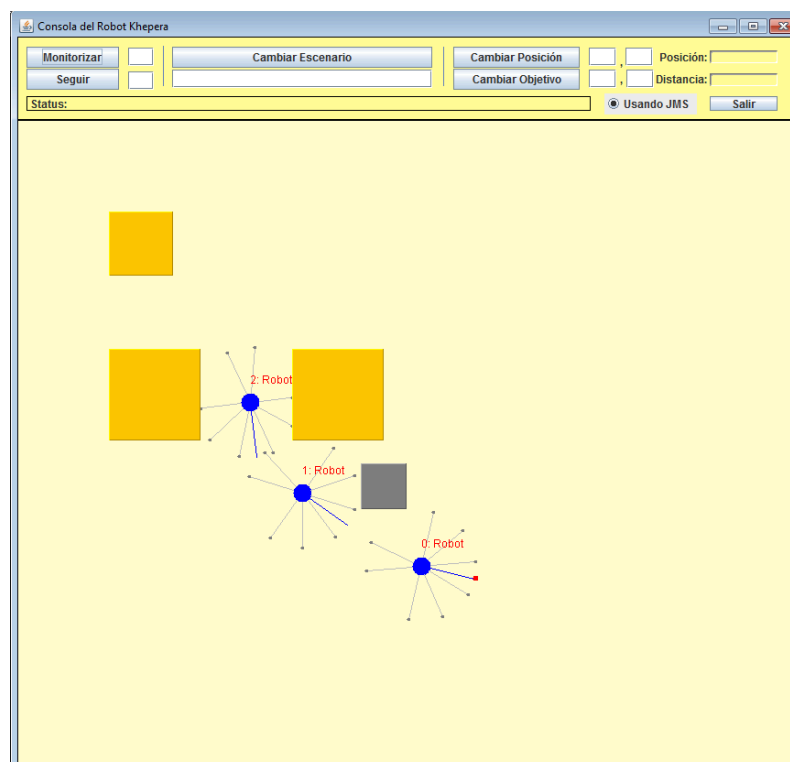 Consola del Robot Khepera
Monitorizar Cambiar Escenario Cambiar Posición , Posición:
Seguir Cambiar Objetivo , Distancia:
Status: Usando JMS Salir
2: Robot
1: Robot
0: Robot